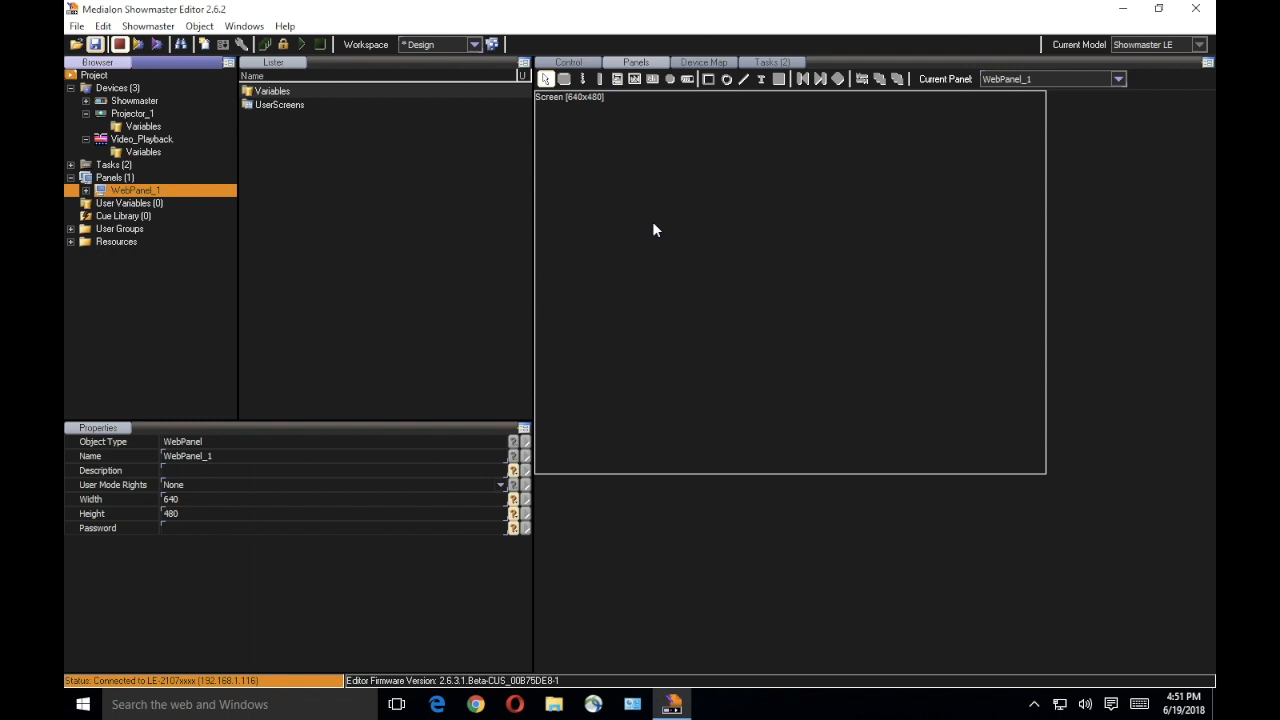 Medialon Showmaster Editor 2.6.2
File Edit Showmaster Object Windows Help
Workspace *Design Current Model Showmaster LE
Browser
Lister
Control Panels Device Map Tasks (2)
Project
Devices (3)
Showmaster
Projector_1
Variables
Video_Playback
Variables
Tasks (2)
Panels (1)
WebPanel_1
User Variables (0)
Cue Library (0)
User Groups
Resources
Name U
Variables
UserScreens
Current Panel: WebPanel_1
Screen [640x480]
Properties
Object Type WebPanel
Name WebPanel_1
Description
User Mode Rights None
Width 640
Height 480
Password
Status: Connected to LE-2107xxxx (192.168.1.116) Editor Firmware Version: 2.6.3.1.Beta-CUS_00B75DE8-1
Search the web and Windows
4:51 PM
6/19/2018